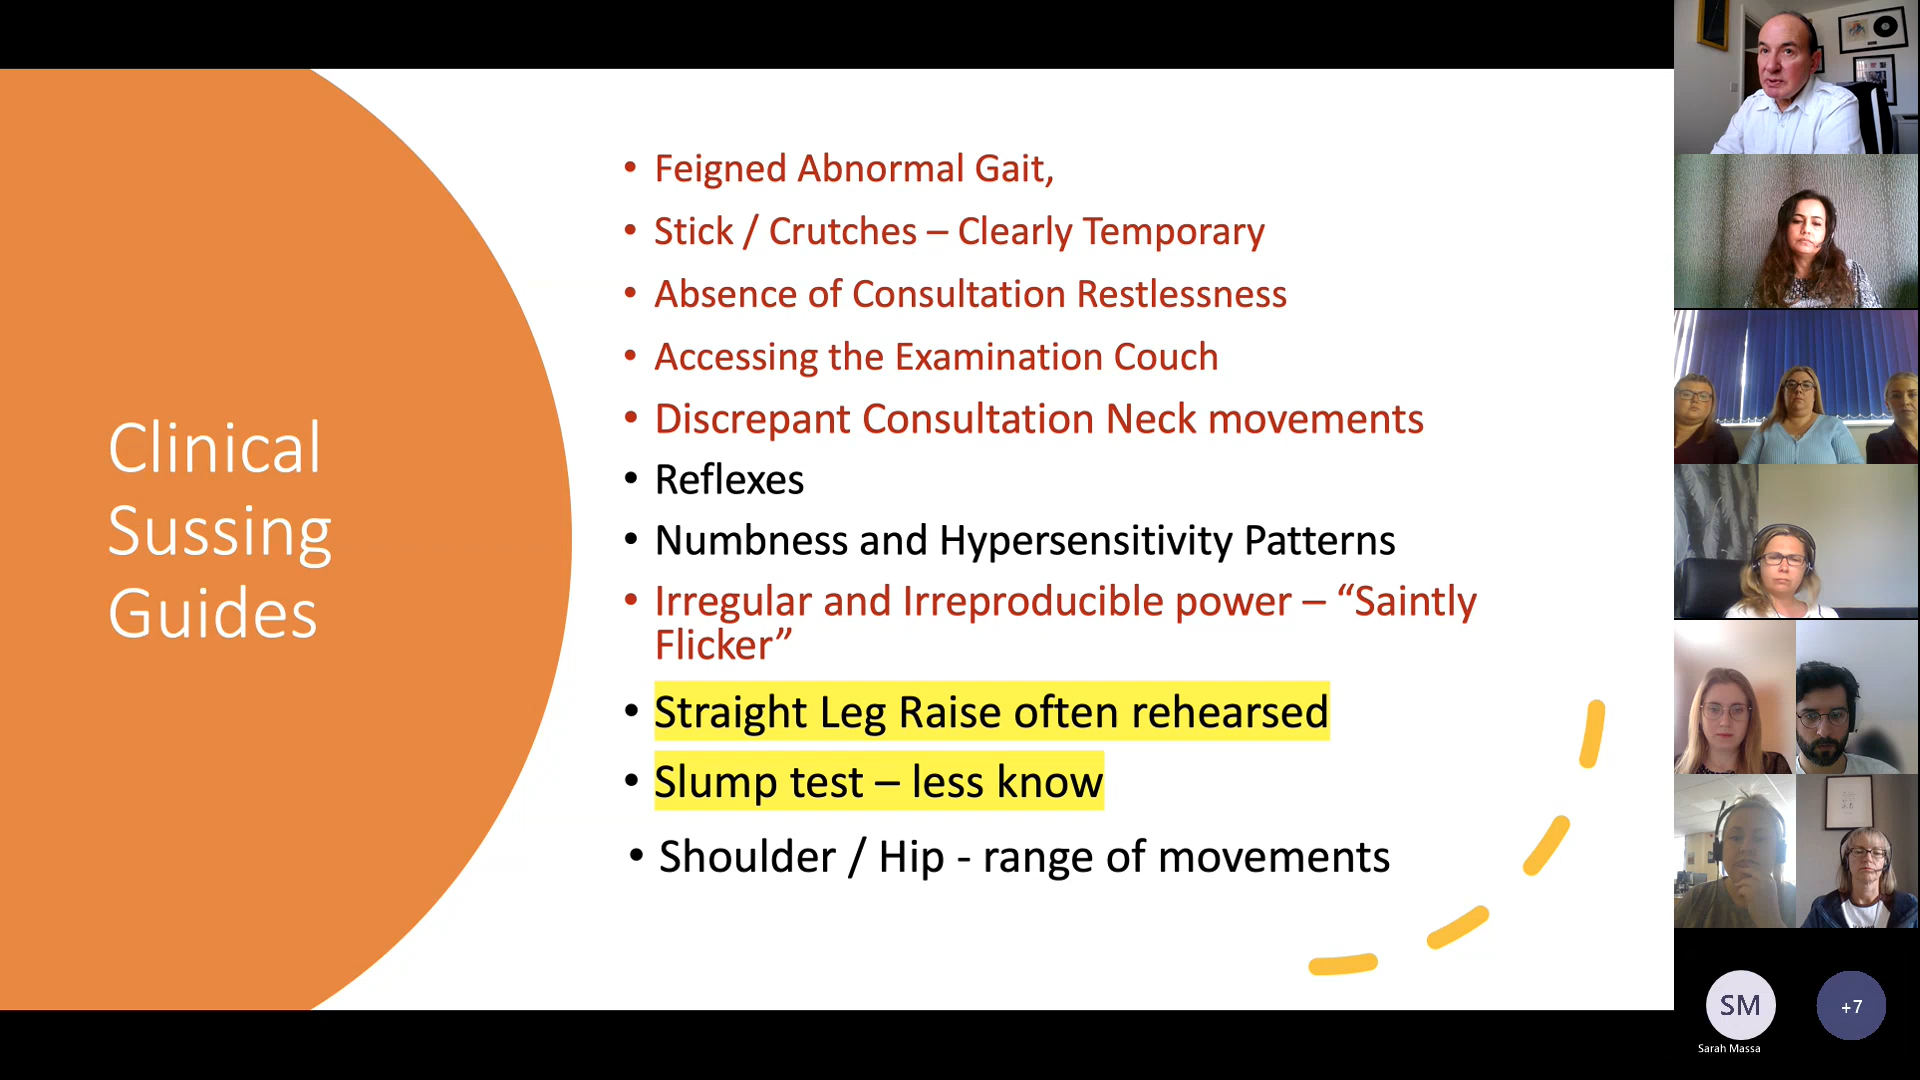 Clinical
Sussing
Guides
• Feigned Abnormal Gait,
• Stick / Crutches – Clearly Temporary
• Absence of Consultation Restlessness
• Accessing the Examination Couch
• Discrepant Consultation Neck movements
• Reflexes
• Numbness and Hypersensitivity Patterns
• Irregular and Irreproducible power – “Saintly
Flicker”
• Straight Leg Raise often rehearsed
• Slump test – less know
• Shoulder / Hip - range of movements
SM
+7
Sarah Massa